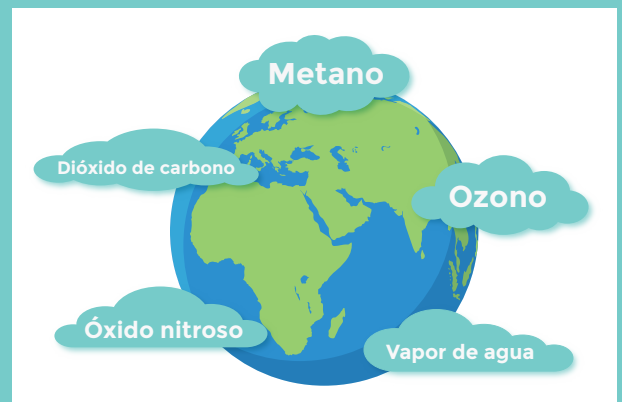 Metano
Dióxido de carbono
Ozono
Óxido nitroso
Vapor de agua